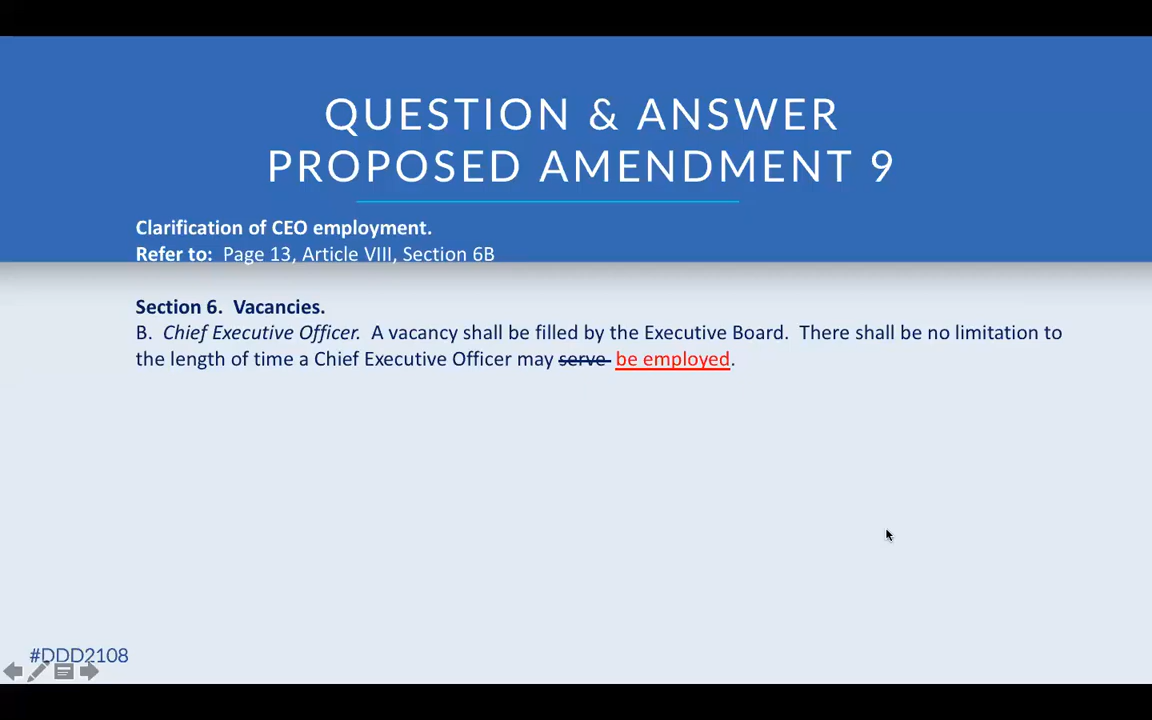 QUESTION & ANSWER
PROPOSED AMENDMENT 9
Clarification of CEO employment.
Refer to:  Page 13, Article VIII, Section 6B
Section 6.  Vacancies.
B.  Chief Executive Officer.  A vacancy shall be filled by the Executive Board.  There shall be no limitation to
the length of time a Chief Executive Officer may serve be employed.
#DDD2108